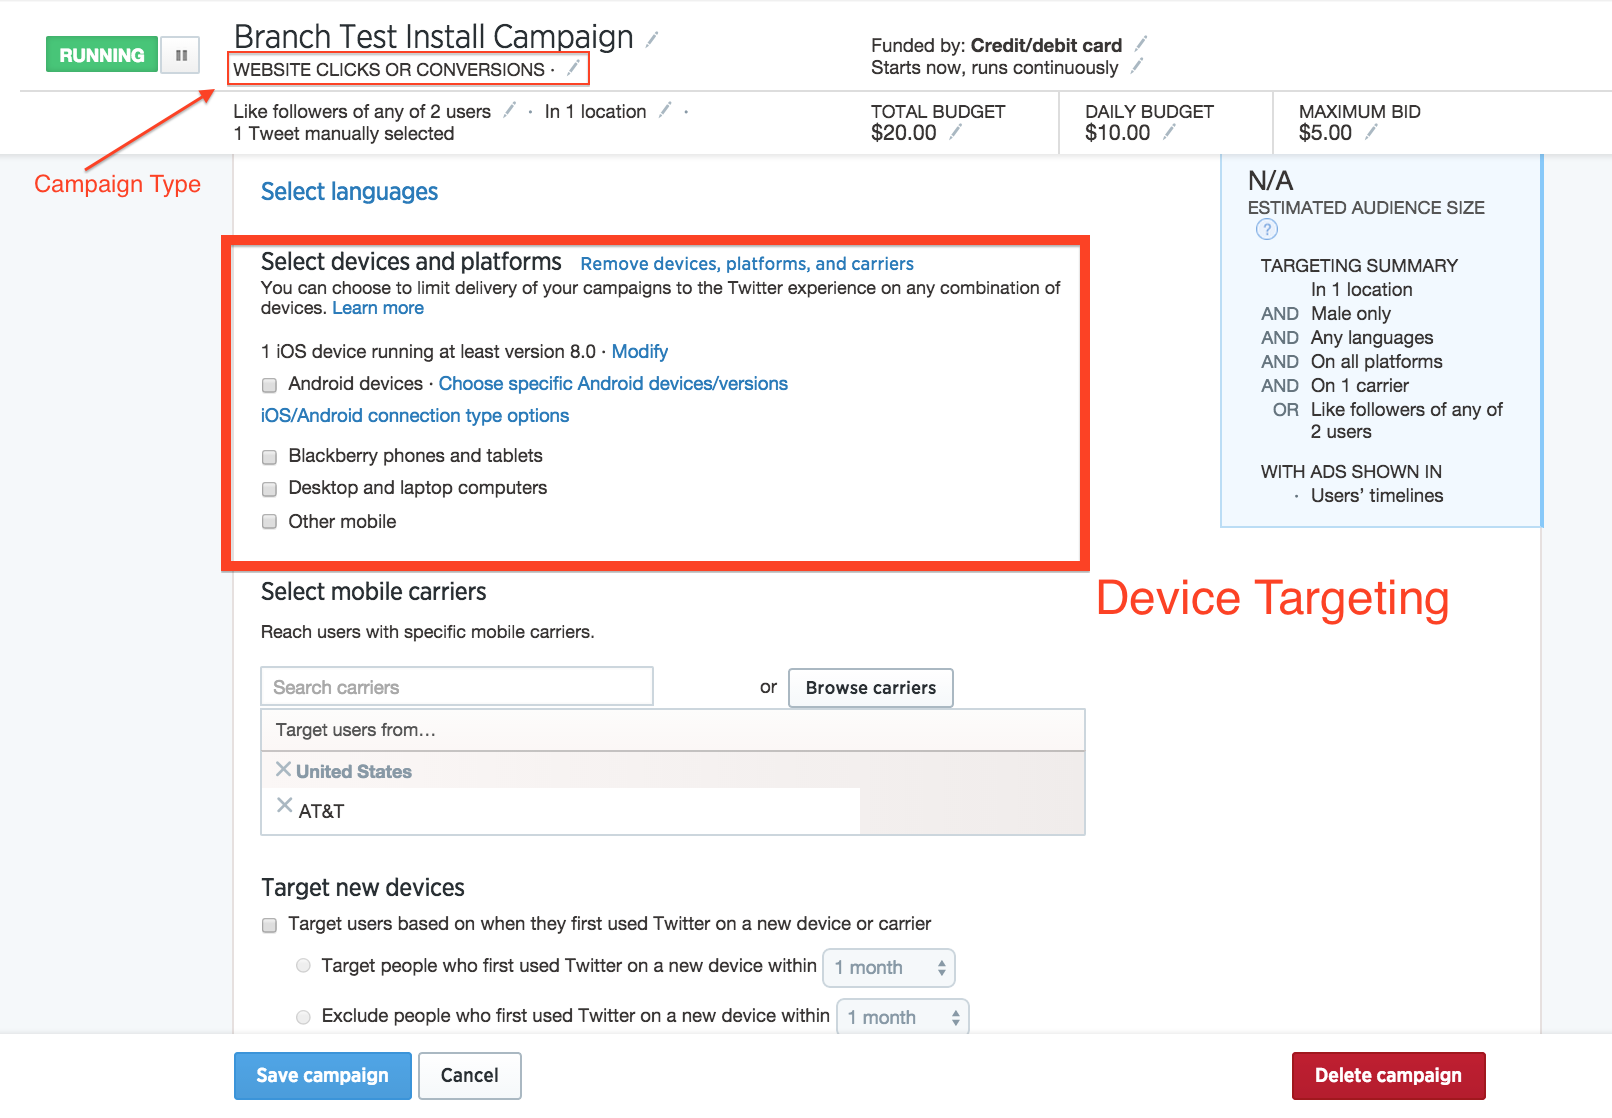 RUNNING
Branch Test Install Campaign
WEBSITE CLICKS OR CONVERSIONS ·
Funded by: Credit/debit card
Starts now, runs continuously
Like followers of any of 2 users · In 1 location ·
1 Tweet manually selected
TOTAL BUDGET
$20.00
DAILY BUDGET
$10.00
MAXIMUM BID
$5.00
Campaign Type
Select languages
Select devices and platforms Remove devices, platforms, and carriers
You can choose to limit delivery of your campaigns to the Twitter experience on any combination of
devices. Learn more
1 iOS device running at least version 8.0 · Modify
Android devices · Choose specific Android devices/versions
iOS/Android connection type options
Blackberry phones and tablets
Desktop and laptop computers
Other mobile
N/A
ESTIMATED AUDIENCE SIZE
?
TARGETING SUMMARY
In 1 location
AND Male only
AND Any languages
AND On all platforms
AND On 1 carrier
OR Like followers of any of
2 users
WITH ADS SHOWN IN
· Users’ timelines
Device Targeting
Select mobile carriers
Reach users with specific mobile carriers.
Search carriers or Browse carriers
Target users from...
United States
AT&T
Target new devices
Target users based on when they first used Twitter on a new device or carrier
Target people who first used Twitter on a new device within 1 month
Exclude people who first used Twitter on a new device within 1 month
Save campaign Cancel Delete campaign